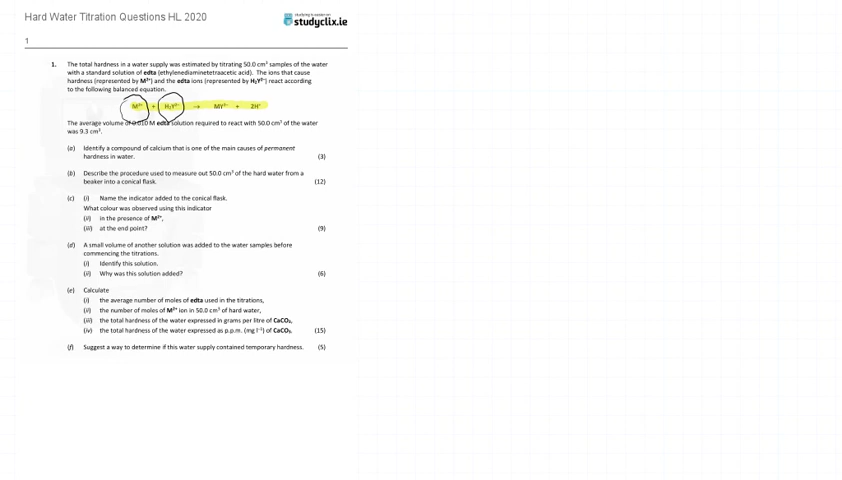 Hard Water Titration Questions HL 2020
studyclix.ie
1
1. The total hardness in a water supply was estimated by titrating 50.0 cm³ samples of the water
with a standard solution of edta (ethylenediaminetetraacetic acid). The ions that cause
hardness (represented by M²⁺) and the edta ions (represented by H₂Y²⁻) react according
to the following balanced equation.
M²⁺ + H₂Y²⁻ → MY²⁻ + 2H⁺
The average volume of 0.010 M edta solution required to react with 50.0 cm³ of the water
was 9.3 cm³.
(a) Identify a compound of calcium that is one of the main causes of permanent
hardness in water. (3)
(b) Describe the procedure used to measure out 50.0 cm³ of the hard water from a
beaker into a conical flask. (12)
(c) (i) Name the indicator added to the conical flask.
What colour was observed using this indicator
(ii) in the presence of M²⁺,
(iii) at the end point? (9)
(d) A small volume of another solution was added to the water samples before
commencing the titrations.
(i) Identify this solution.
(ii) Why was this solution added? (6)
(e) Calculate
(i) the average number of moles of edta used in the titrations,
(ii) the number of moles of M²⁺ ion in 50.0 cm³ of hard water,
(iii) the total hardness of the water expressed in grams per litre of CaCO₃,
(iv) the total hardness of the water expressed as p.p.m. (mg l⁻¹) of CaCO₃. (15)
(f) Suggest a way to determine if this water supply contained temporary hardness. (5)